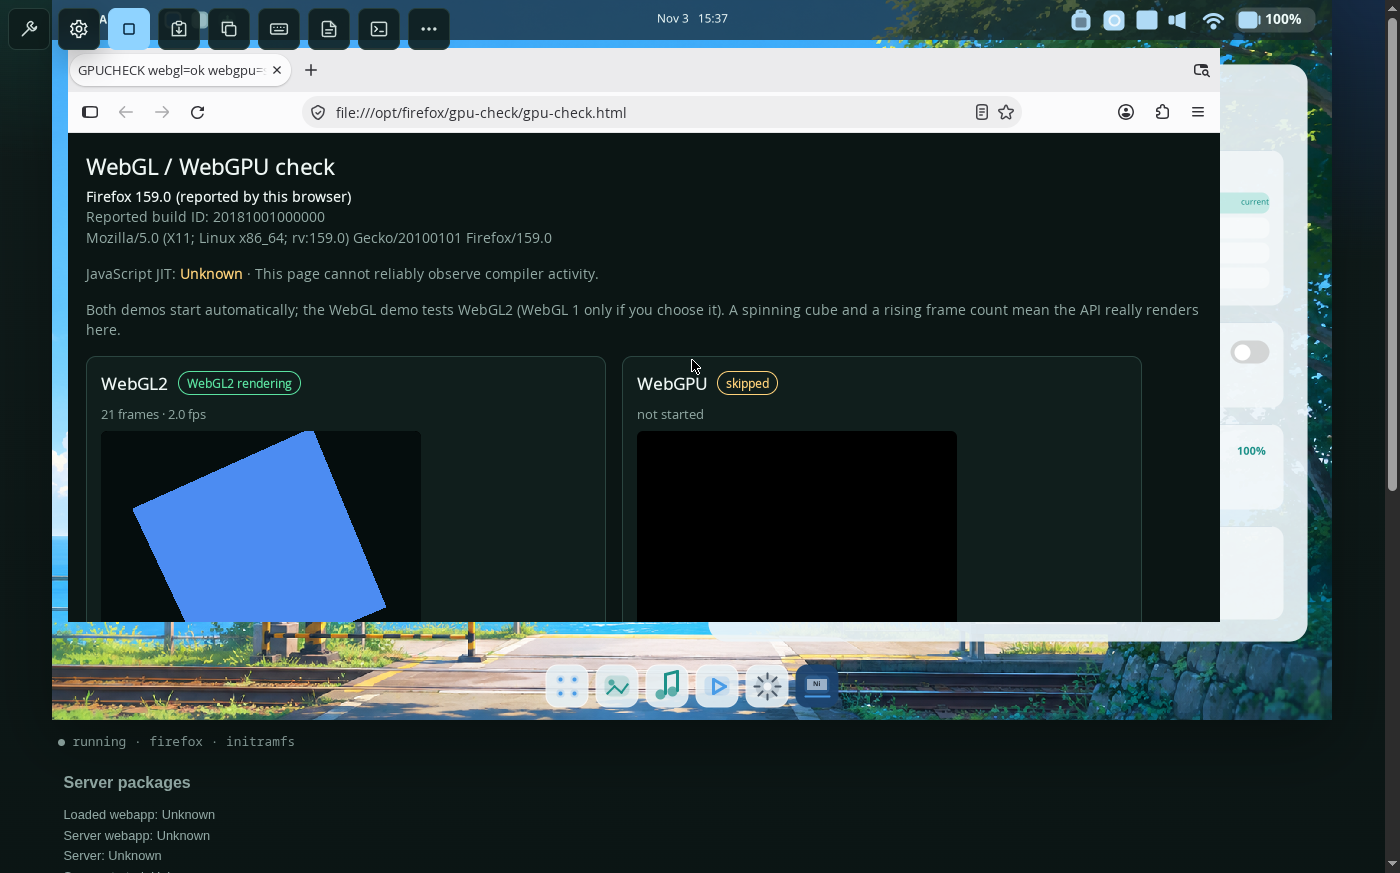 Nov 3 15:37
100%
GPUCHECK webgl=ok webgpu=
file:///opt/firefox/gpu-check/gpu-check.html
WebGL / WebGPU check
Firefox 159.0 (reported by this browser)
Reported build ID: 20181001000000
Mozilla/5.0 (X11; Linux x86_64; rv:159.0) Gecko/20100101 Firefox/159.0
JavaScript JIT: Unknown · This page cannot reliably observe compiler activity.
Both demos start automatically; the WebGL demo tests WebGL2 (WebGL 1 only if you choose it). A spinning cube and a rising frame count mean the API really renders
here.
WebGL2 WebGL2 rendering
21 frames · 2.0 fps
WebGPU skipped
not started
current
100%
Ni
● running · firefox · initramfs
Server packages
Loaded webapp: Unknown
Server webapp: Unknown
Server: Unknown